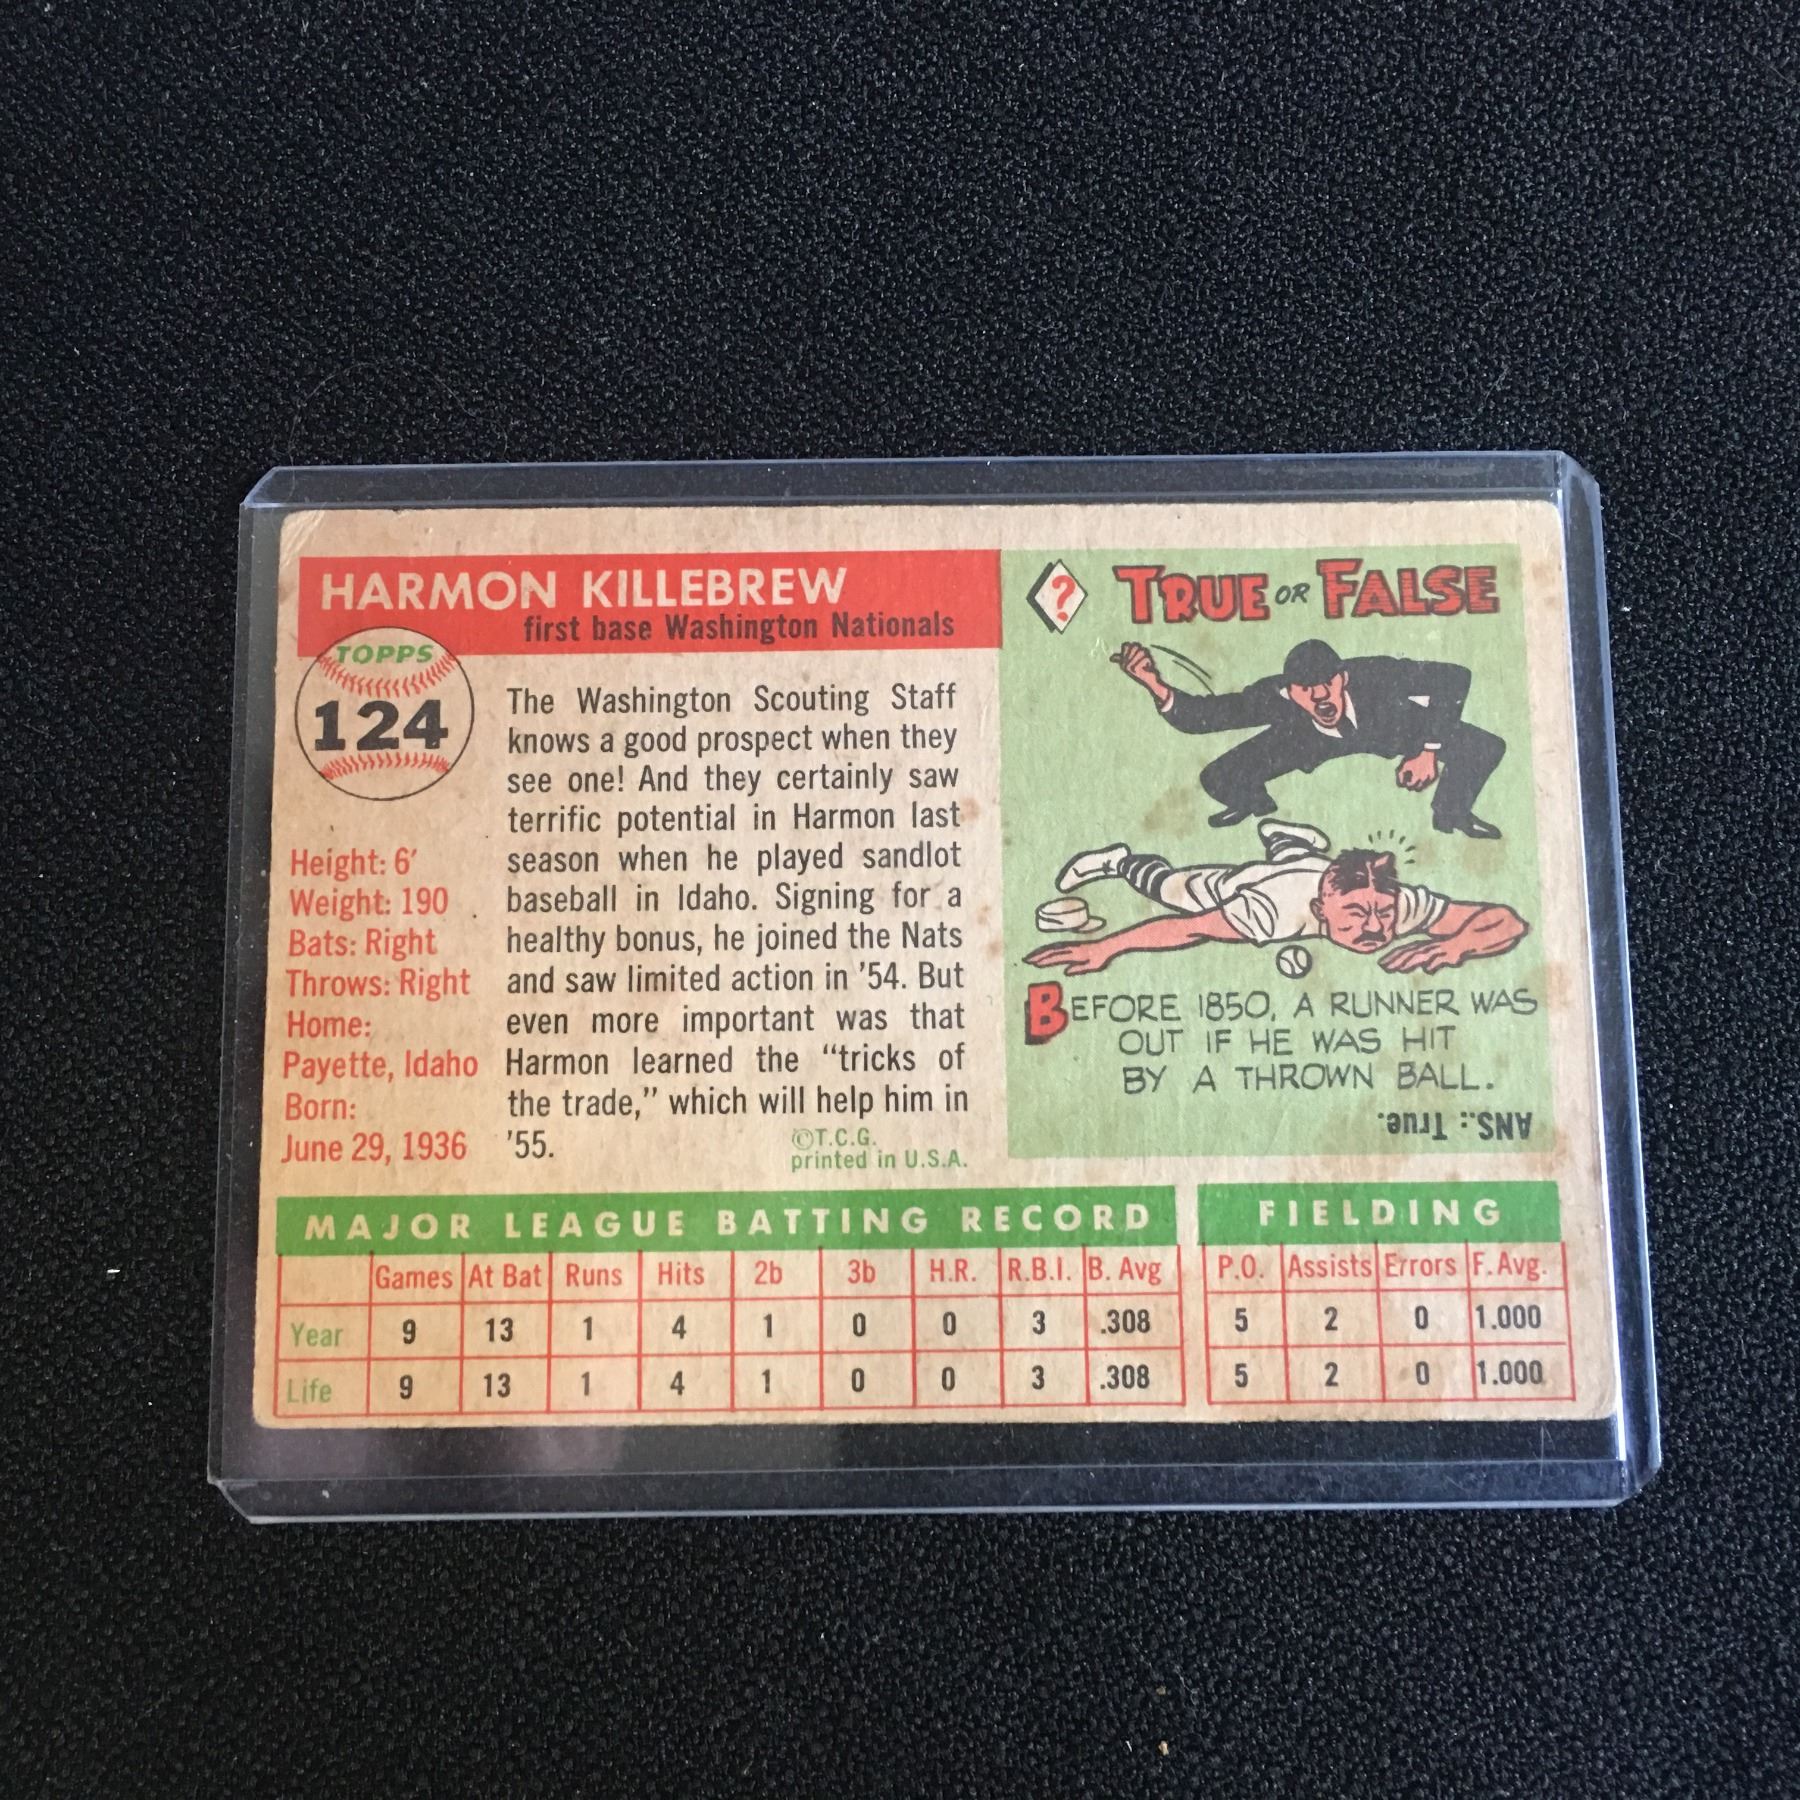 HARMON KILLEBREW
first base Washington Nationals
TOPPS
124
Height: 6′
Weight: 190
Bats: Right
Throws: Right
Home:
Payette, Idaho
Born:
June 29, 1936
The Washington Scouting Staff
knows a good prospect when they
see one! And they certainly saw
terrific potential in Harmon last
season when he played sandlot
baseball in Idaho. Signing for a
healthy bonus, he joined the Nats
and saw limited action in '54. But
even more important was that
Harmon learned the “tricks of
the trade,” which will help him in
'55.
©T.C.G.
printed in U.S.A.
? TRUE OR FALSE
BEFORE 1850, A RUNNER WAS
OUT IF HE WAS HIT
BY A THROWN BALL.
ANS.: True.
MAJOR LEAGUE BATTING RECORD
Games At Bat Runs Hits 2b 3b H.R. R.B.I. B. Avg
Year 9 13 1 4 1 0 0 3 .308
Life 9 13 1 4 1 0 0 3 .308
FIELDING
P.O. Assists Errors F. Avg.
5 2 0 1.000
5 2 0 1.000